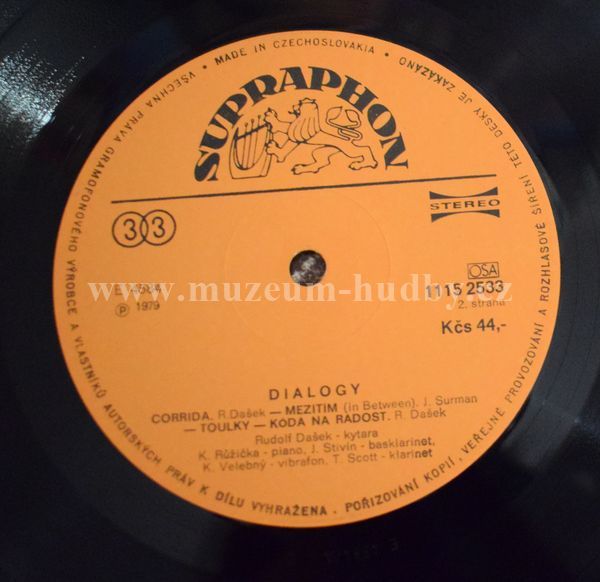 VŠECHNA PRÁVA GRAMOFONOVÉHO VÝROBCE A VLASTNÍKŮ AUTORSKÝCH PRÁV K DÍLU VYHRAŽENA • POŘIZOVÁNÍ KOPIÍ, VEŘEJNÉ PROVOZOVÁNÍ A ROZHLASOVÉ ŠÍŘENÍ TÉTO DESKY JE ZAKÁZÁNO
• MADE IN CZECHOSLOVAKIA •
SUPRAPHON
33
STEREO
OSA
www.muzeum-hudby.cz
1115 2533
Ⓟ 1979
2. strana
Kčs 44,-
DIALOGY
CORRIDA. R. Dašek — MEZITIM (in Between). J. Surman
— TOULKY — KODA NA RADOST. R. Dašek
Rudolf Dašek - kytara
K. Růžička - piano, J. Stivín - basklarinet,
K. Velebný - vibrafon, T. Scott - klarinet